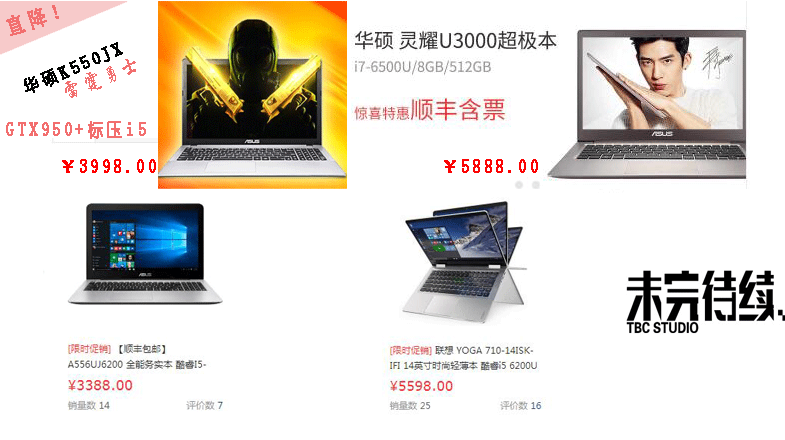 直降！
华硕K550JX
雷霆勇士
GTX950+标压i5
￥3998.00
ASUS
华硕 灵耀U3000超极本
i7-6500U/8GB/512GB
惊喜特惠顺丰含票
￥5888.00
ASUS
ASUS
[限时促销] 【顺丰包邮】
A556UJ6200 全能务实本 酷睿I5-
¥3388.00
销量数 14 评价数 7
[限时促销] 联想 YOGA 710-14ISK-
IFI 14英寸时尚轻薄本 酷睿i5 6200U
¥5598.00
销量数 25 评价数 16
未完待续
TBC STUDIO